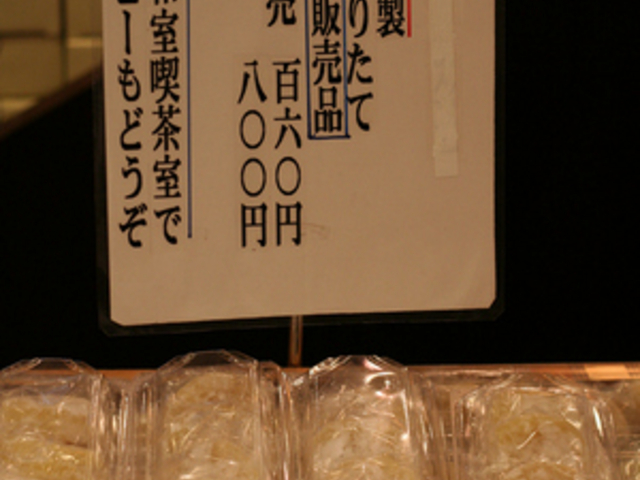 製
りたて
販売品
売 百六〇円
八〇〇円
室喫茶室で
ーもどうぞ